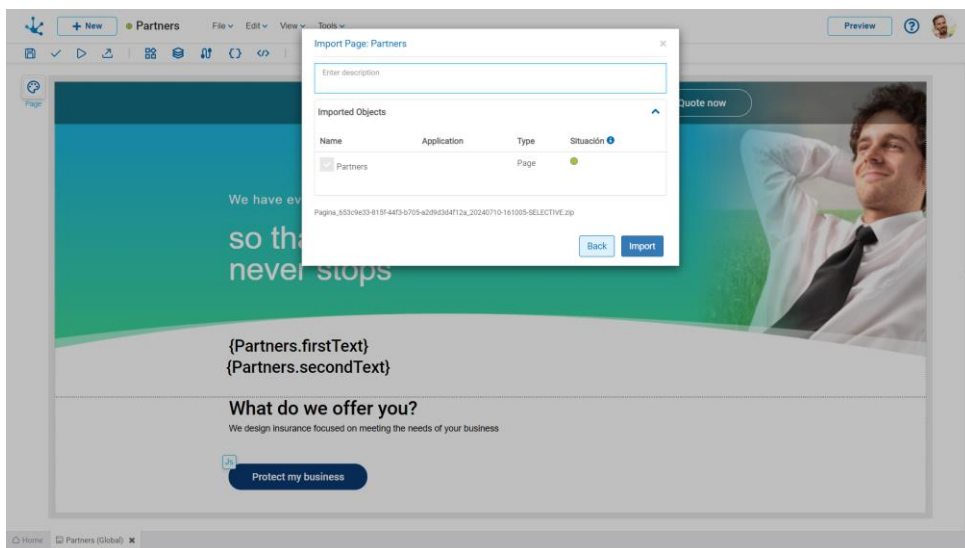 + New
Partners
File
Edit
View
Tools
Preview
?
Import Page: Partners
×
Page
Enter description
Quote now
Imported Objects
Name Application Type Situación
Partners Page
We have ev
Pagina_653c9e33-815f-44f3-b705-a2d9d3d4f12a_20240710-161005-SELECTIVE.zip
so tha
Back
Import
never stops
{Partners.firstText}
{Partners.secondText}
What do we offer you?
We design insurance focused on meeting the needs of your business
Js
Protect my business
Home
Partners (Global) ×